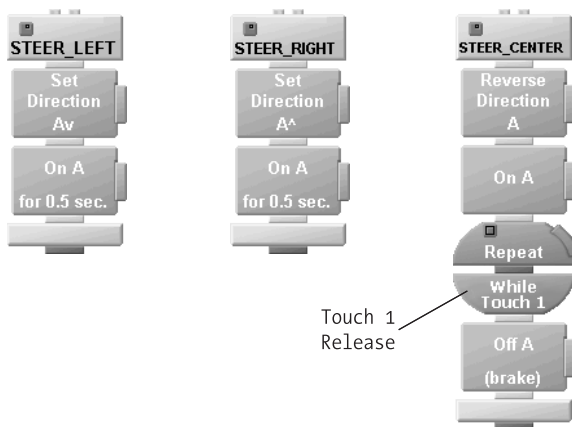 STEER_LEFT
Set
Direction
Av
On A
for 0.5 sec.
STEER_RIGHT
Set
Direction
A^
On A
for 0.5 sec.
STEER_CENTER
Reverse
Direction
A
On A
Repeat
While
Touch 1
Touch 1
Release
Off A
(brake)